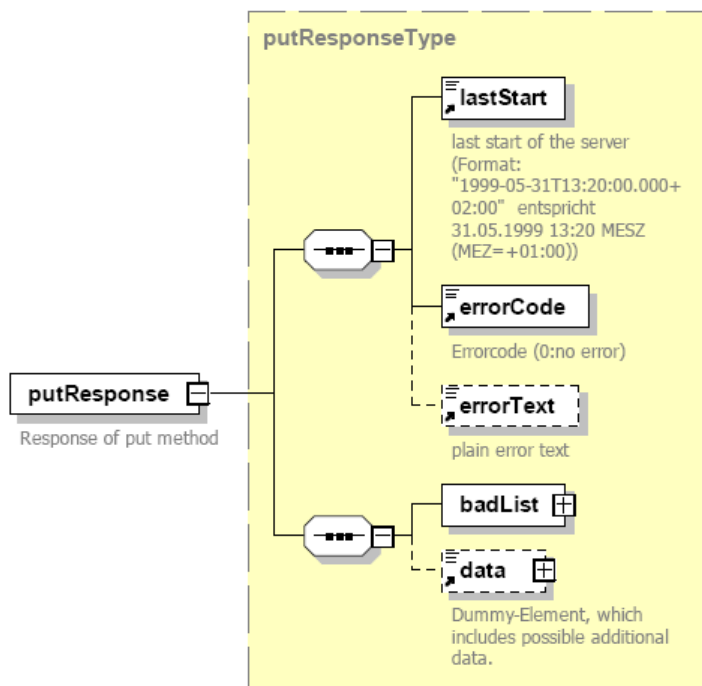 putResponseType
lastStart
last start of the server
(Format:
"1999-05-31T13:20:00.000+
02:00" entspricht
31.05.1999 13:20 MESZ
(MEZ=+01:00))
errorCode
Errorcode (0:no error)
errorText
plain error text
putResponse
Response of put method
badList
data
Dummy-Element, which
includes possible additional
data.